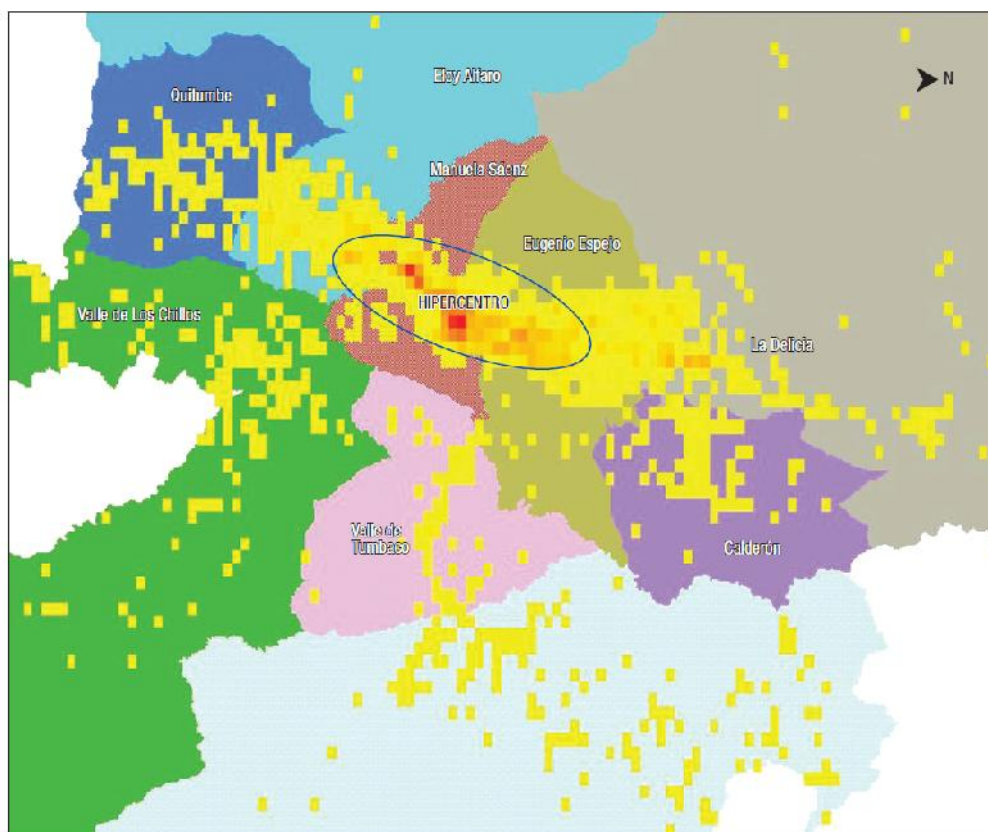 Eloy Alfaro
N
Quitumbe
Manuela Sáenz
Eugenio Espejo
HIPERCENTRO
Valle de Los Chillos
La Delicia
Valle de
Tumbaco
Calderón